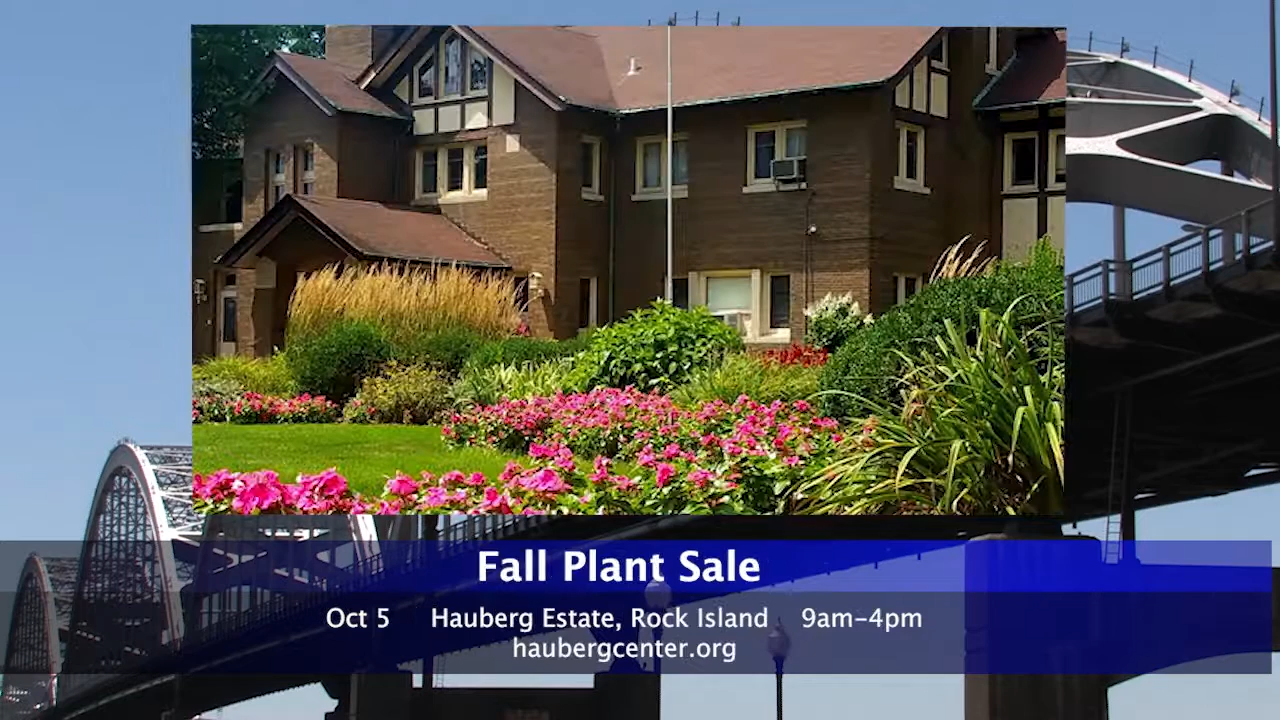 Fall Plant Sale
Oct 5 Hauberg Estate, Rock Island 9am-4pm
haubergcenter.org